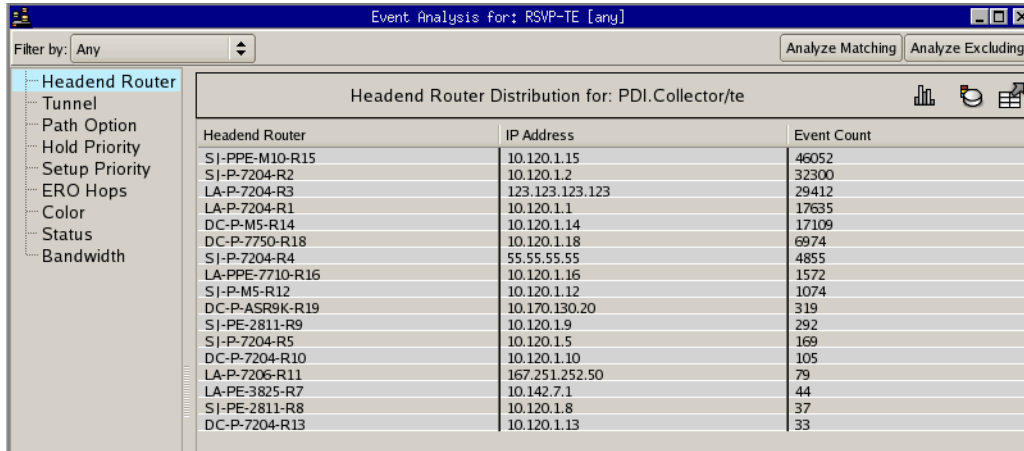 Event Analysis for: RSVP-TE [any]
Filter by: Any
Analyze Matching Analyze Excluding
Headend Router
Tunnel
Path Option
Hold Priority
Setup Priority
ERO Hops
Color
Status
Bandwidth
Headend Router Distribution for: PDI.Collector/te
Headend Router IP Address Event Count
SJ-PPE-M10-R15 10.120.1.15 46052
SJ-P-7204-R2 10.120.1.2 32300
LA-P-7204-R3 123.123.123.123 29412
LA-P-7204-R1 10.120.1.1 17635
DC-P-M5-R14 10.120.1.14 17109
DC-P-7750-R18 10.120.1.18 6974
SJ-P-7204-R4 55.55.55.55 4855
LA-PPE-7710-R16 10.120.1.16 1572
SJ-P-M5-R12 10.120.1.12 1074
DC-P-ASR9K-R19 10.170.130.20 319
SJ-PE-2811-R9 10.120.1.9 292
SJ-P-7204-R5 10.120.1.5 169
DC-P-7204-R10 10.120.1.10 105
LA-P-7206-R11 167.251.252.50 79
LA-PE-3825-R7 10.142.7.1 44
SJ-PE-2811-R8 10.120.1.8 37
DC-P-7204-R13 10.120.1.13 33